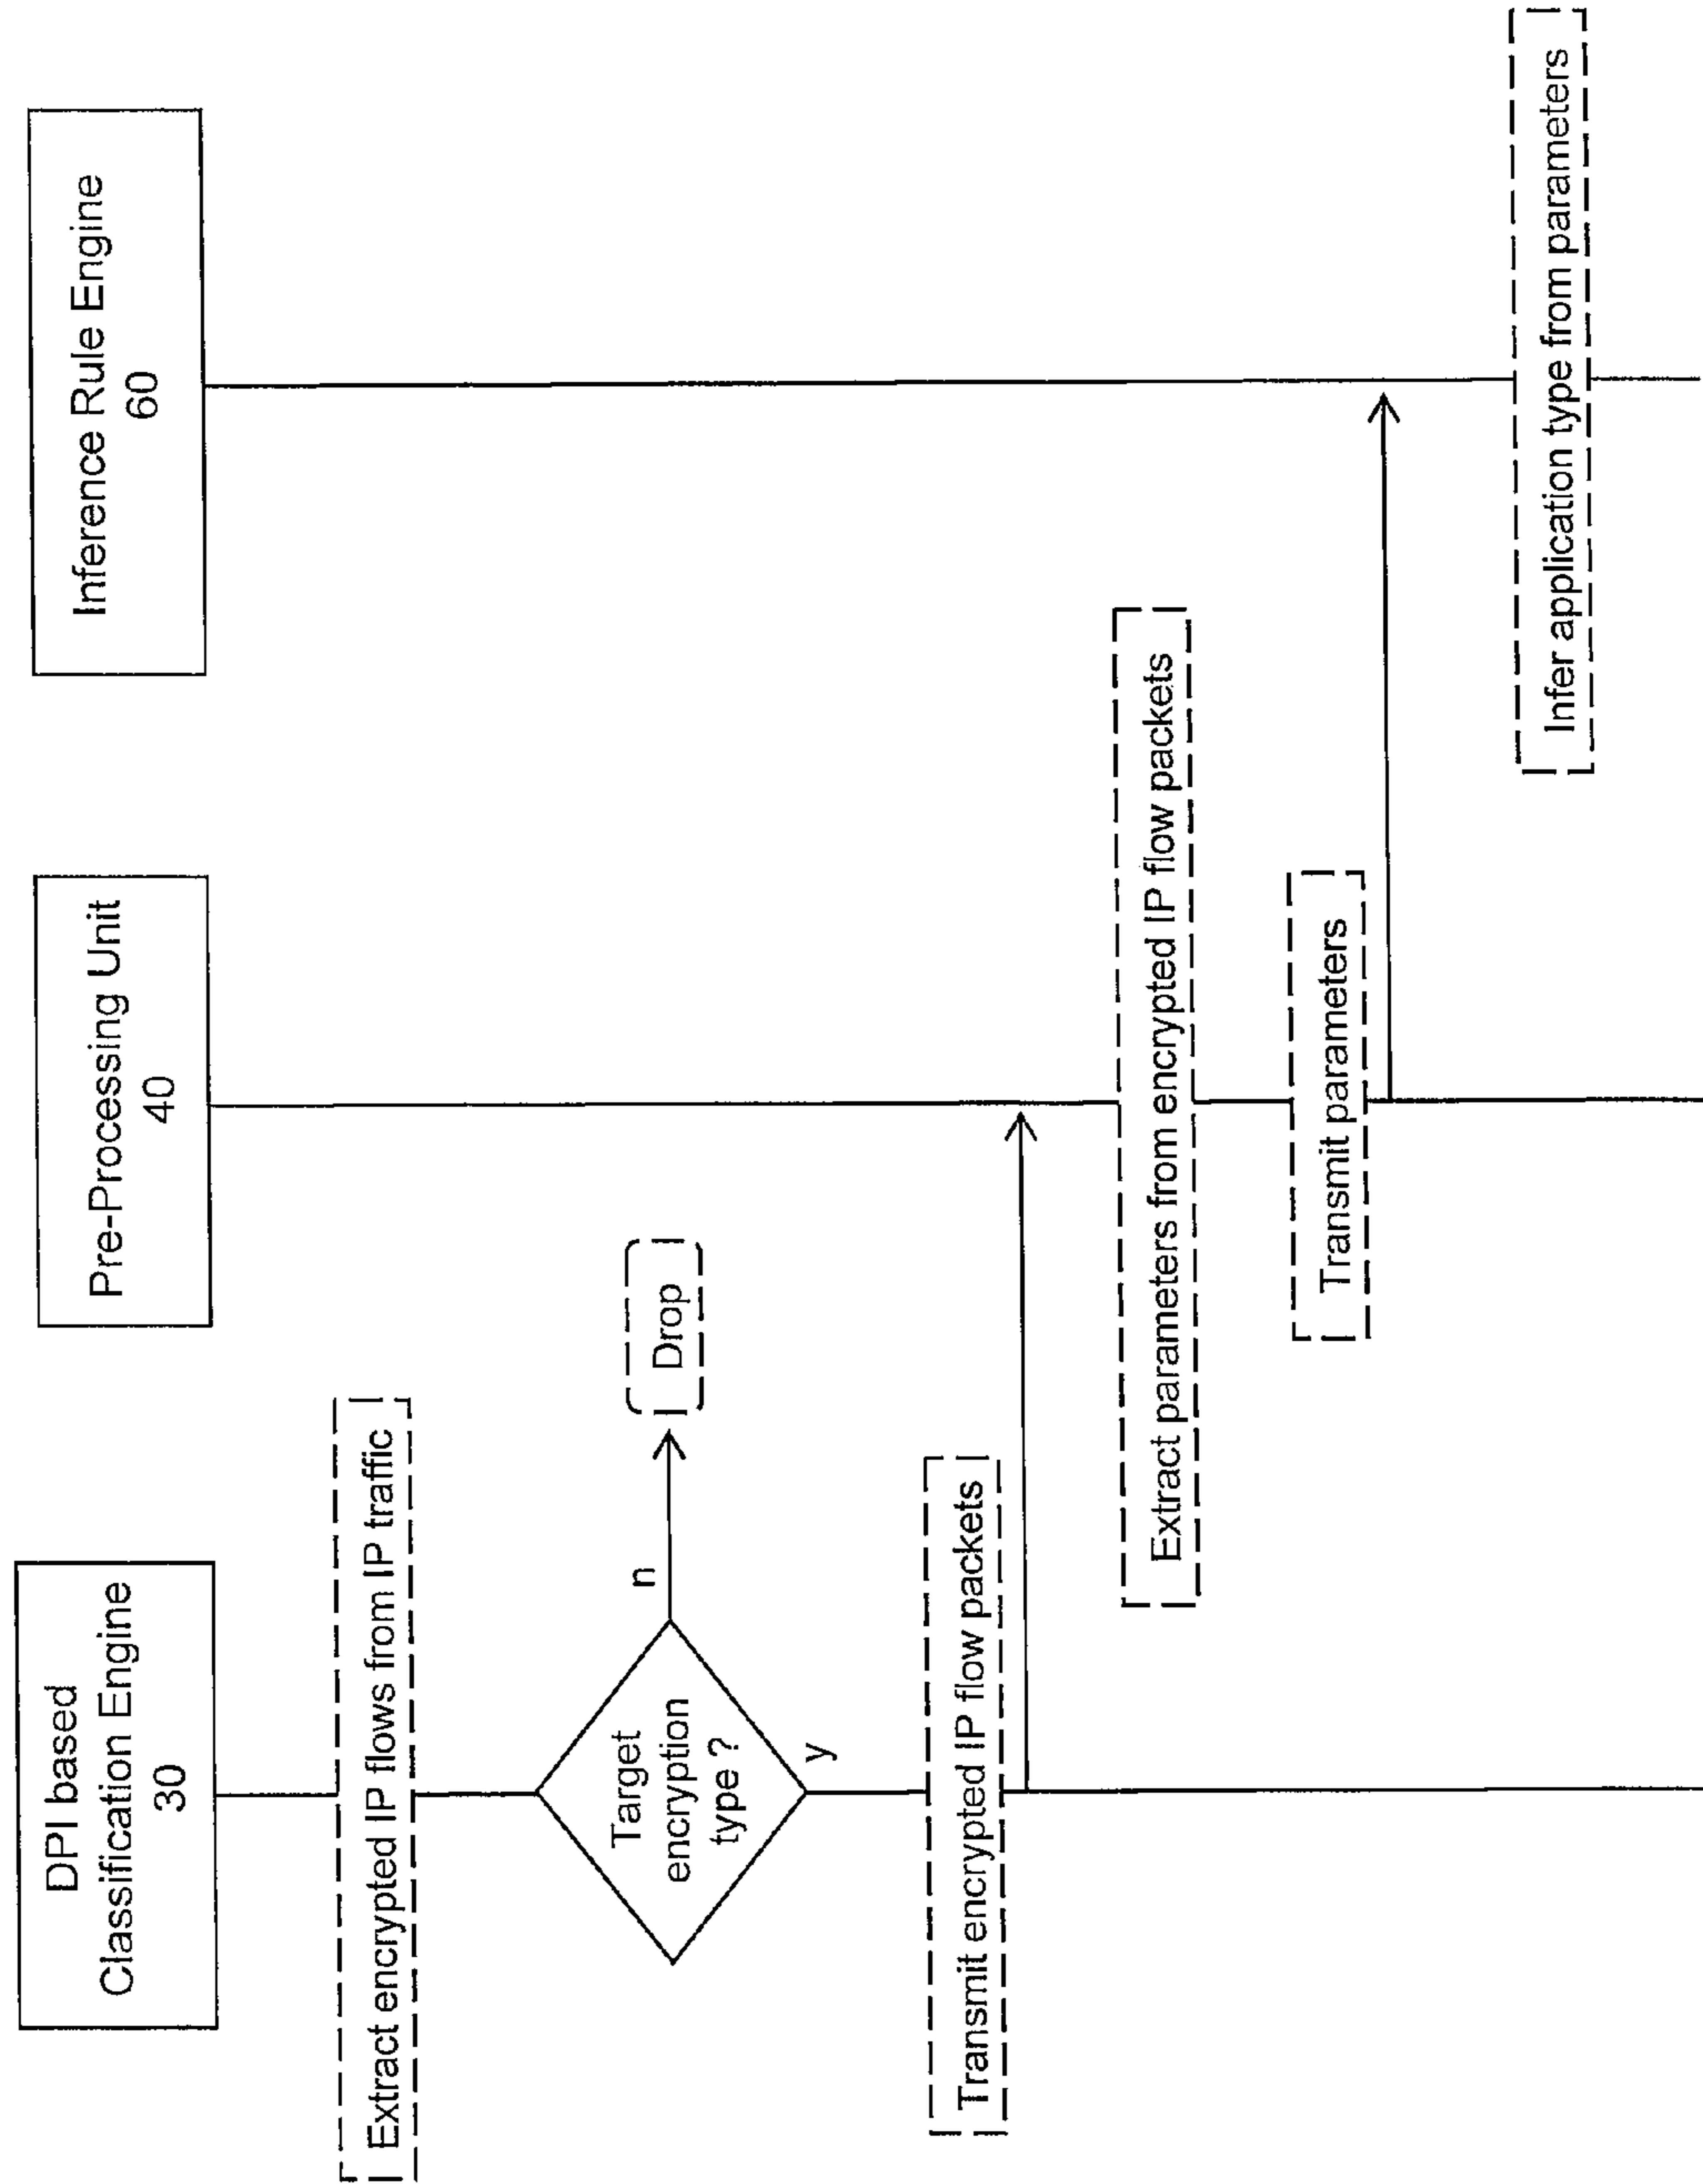 DPI based
Classification Engine
30
Pre-Processing Unit
40
Inference Rule Engine
60
Extract encrypted IP flows from IP traffic
Target
encryption
type ?
n
Drop
y
Transmit encrypted IP flow packets
Extract parameters from encrypted IP flow packets
Transmit parameters
Infer application type from parameters